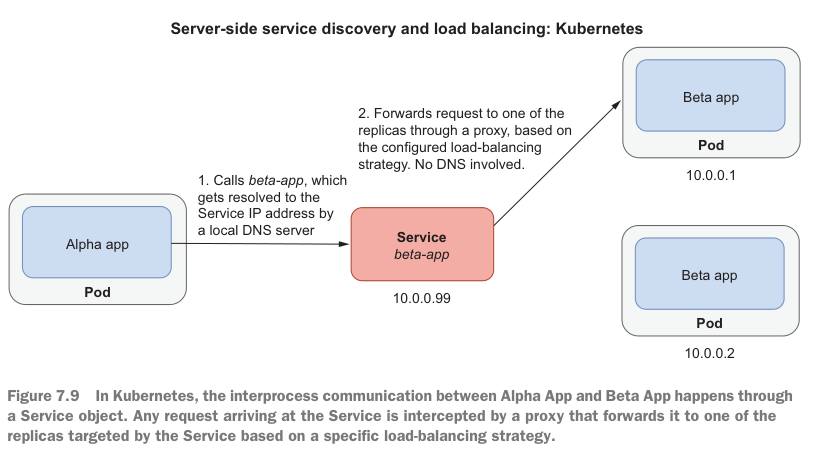 Server-side service discovery and load balancing: Kubernetes
Beta app
Pod
10.0.0.1
2. Forwards request to one of the
replicas through a proxy, based on
the configured load-balancing
strategy. No DNS involved.
1. Calls beta-app, which
gets resolved to the
Service IP address by
a local DNS server
Alpha app
Pod
Service
beta-app
10.0.0.99
Beta app
Pod
10.0.0.2
Figure 7.9 In Kubernetes, the interprocess communication between Alpha App and Beta App happens through
a Service object. Any request arriving at the Service is intercepted by a proxy that forwards it to one of the
replicas targeted by the Service based on a specific load-balancing strategy.